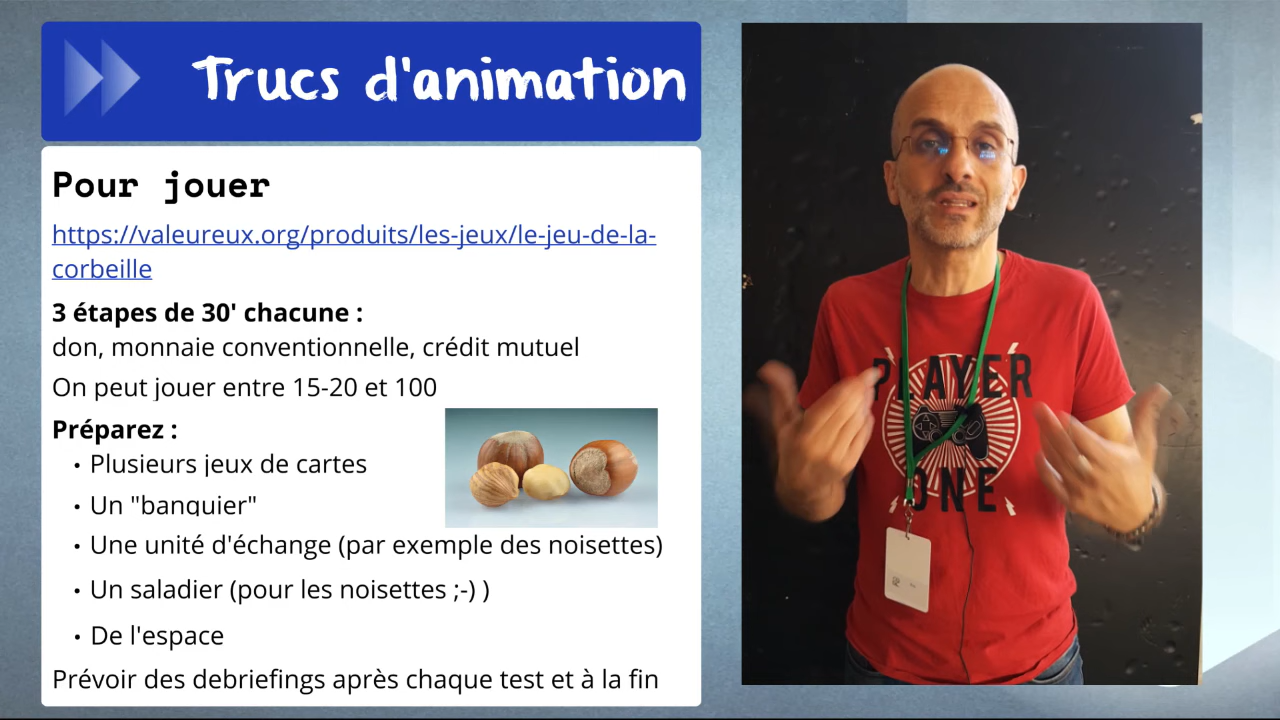 Trucs d'animation
Pour jouer
https://valeureux.org/produits/les-jeux/le-jeu-de-la-
corbeille
3 étapes de 30' chacune :
don, monnaie conventionnelle, crédit mutuel
On peut jouer entre 15-20 et 100
Préparez :
• Plusieurs jeux de cartes
• Un "banquier"
• Une unité d'échange (par exemple des noisettes)
• Un saladier (pour les noisettes ;-) )
• De l'espace
Prévoir des debriefings après chaque test et à la fin
PLAYER
ONE